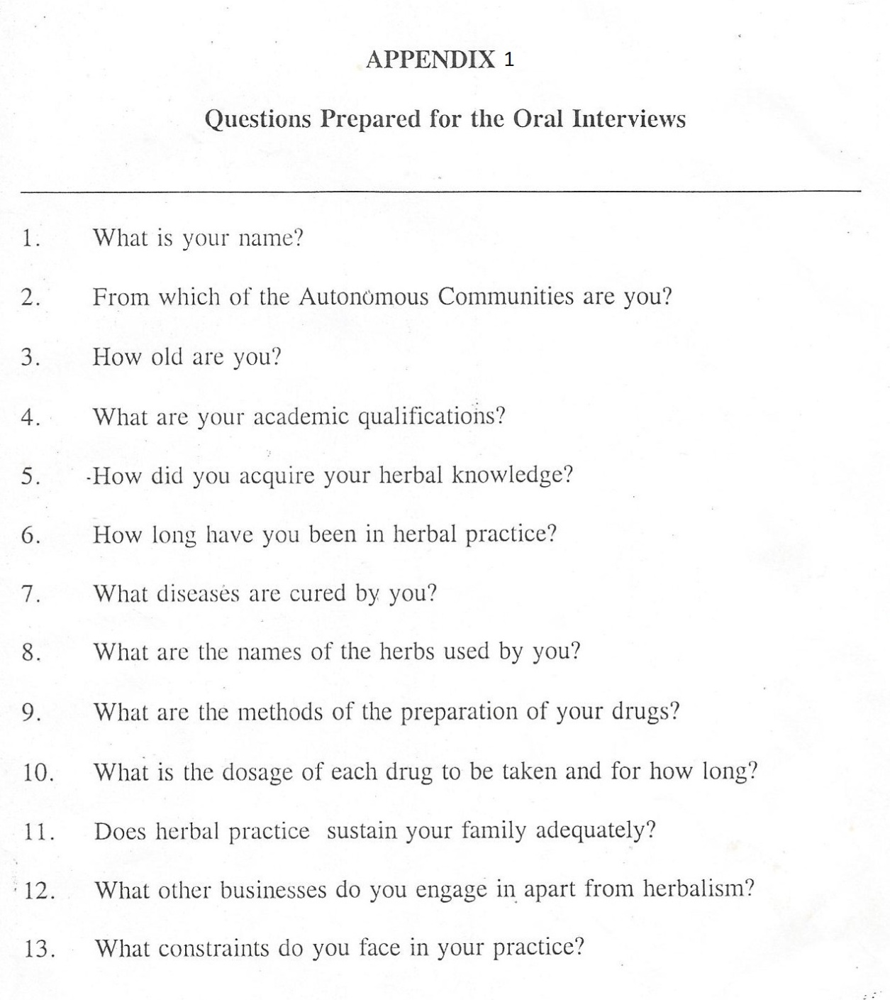 APPENDIX 1
Questions Prepared for the Oral Interviews
1. What is your name?
2. From which of the Autonomous Communities are you?
3. How old are you?
4. What are your academic qualifications?
5. How did you acquire your herbal knowledge?
6. How long have you been in herbal practice?
7. What diseases are cured by you?
8. What are the names of the herbs used by you?
9. What are the methods of the preparation of your drugs?
10. What is the dosage of each drug to be taken and for how long?
11. Does herbal practice sustain your family adequately?
12. What other businesses do you engage in apart from herbalism?
13. What constraints do you face in your practice?